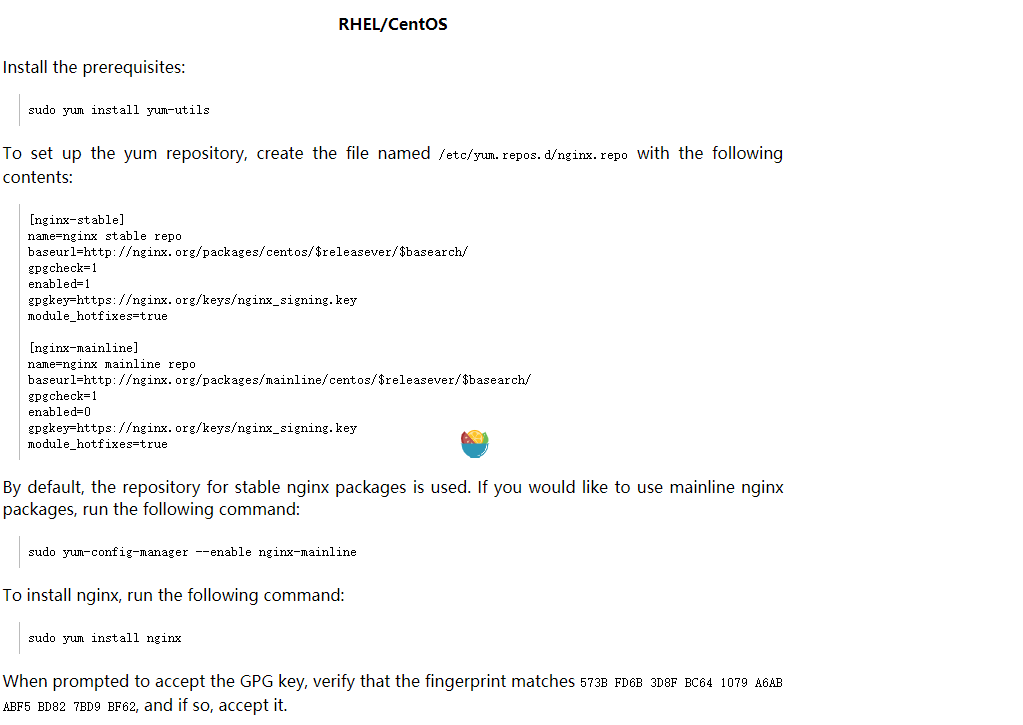 RHEL/CentOS
Install the prerequisites:
sudo yum install yum-utils
To set up the yum repository, create the file named /etc/yum.repos.d/nginx.repo with the following
contents:
[nginx-stable]
name=nginx stable repo
baseurl=http://nginx.org/packages/centos/$releasever/$basearch/
gpgcheck=1
enabled=1
gpgkey=https://nginx.org/keys/nginx_signing.key
module_hotfixes=true
[nginx-mainline]
name=nginx mainline repo
baseurl=http://nginx.org/packages/mainline/centos/$releasever/$basearch/
gpgcheck=1
enabled=0
gpgkey=https://nginx.org/keys/nginx_signing.key
module_hotfixes=true
By default, the repository for stable nginx packages is used. If you would like to use mainline nginx
packages, run the following command:
sudo yum-config-manager --enable nginx-mainline
To install nginx, run the following command:
sudo yum install nginx
When prompted to accept the GPG key, verify that the fingerprint matches 573B FD6B 3D8F BC64 1079 A6AB
ABF5 BD82 7BD9 BF62, and if so, accept it.